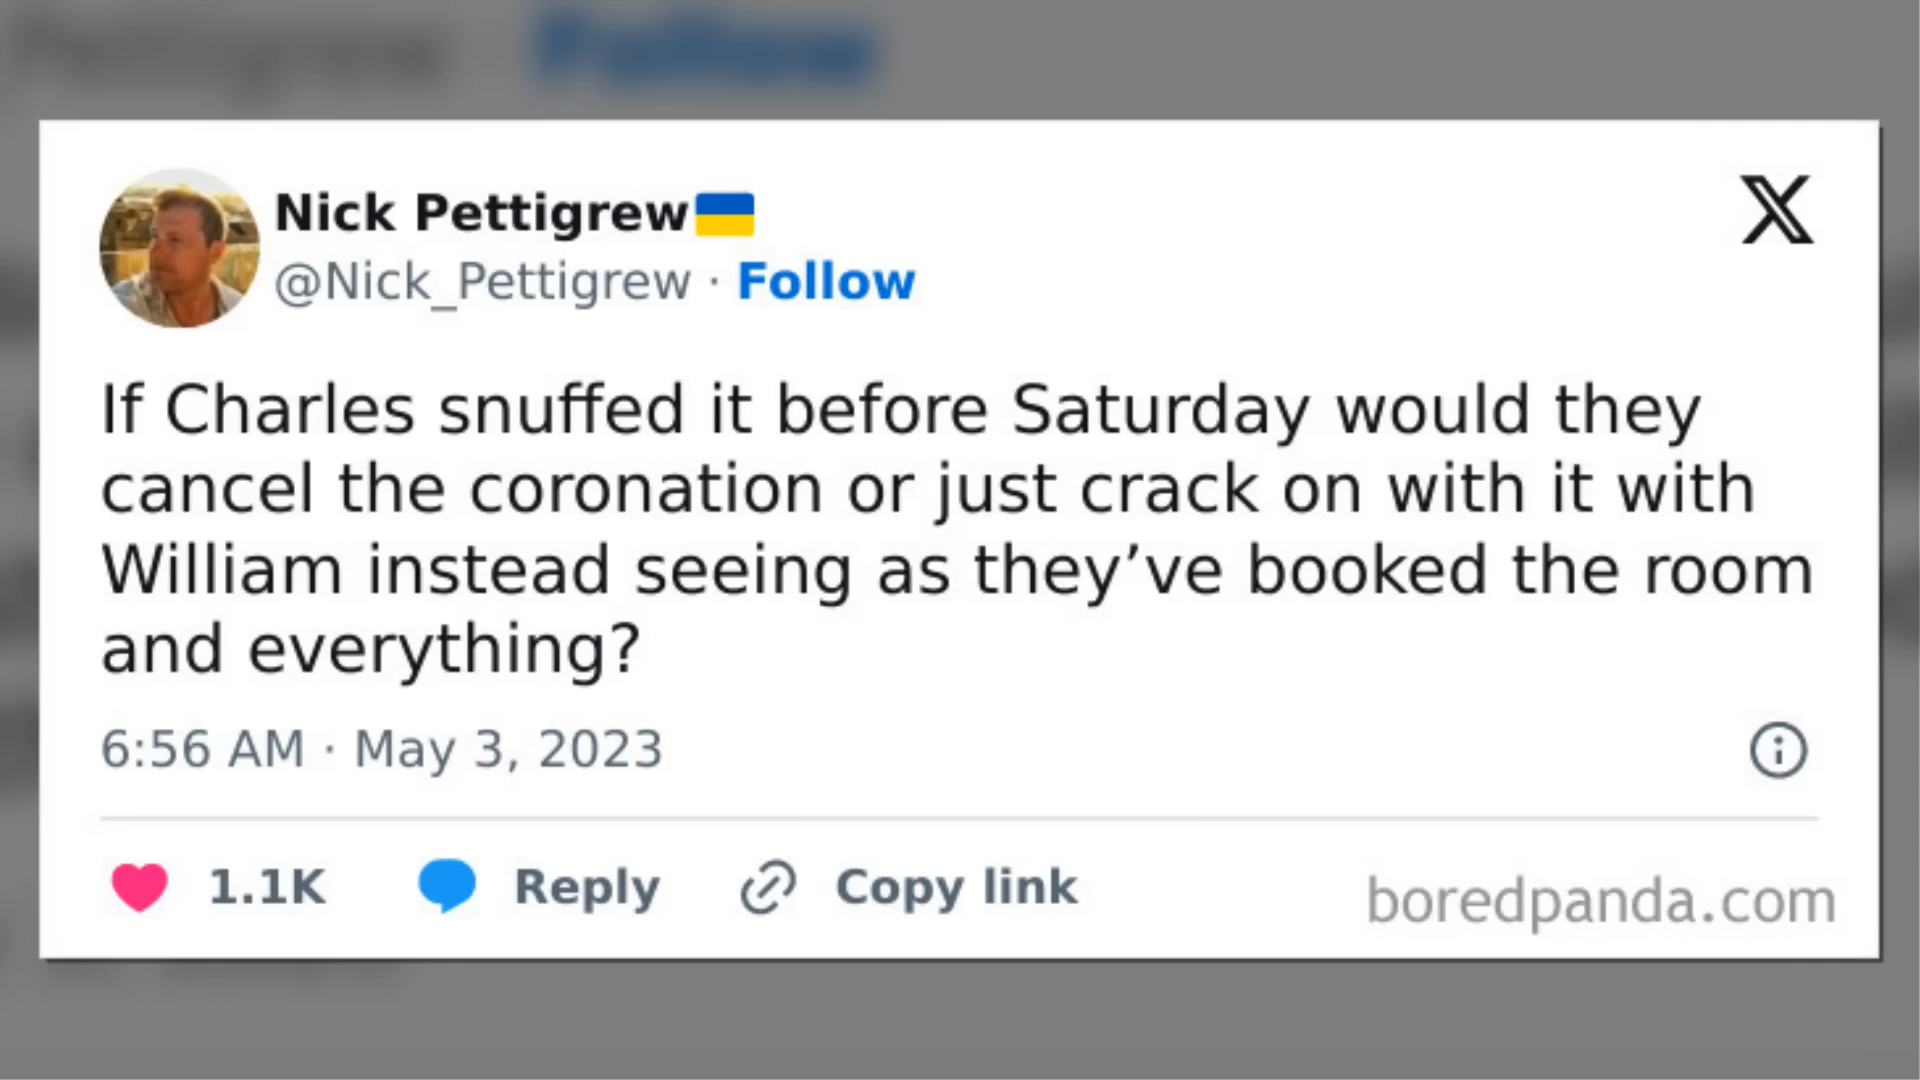 Pettigrew Follow
Nick Pettigrew
@Nick_Pettigrew · Follow
If Charles snuffed it before Saturday would they
cancel the coronation or just crack on with it with
William instead seeing as they’ve booked the room
and everything?
6:56 AM · May 3, 2023
1.1K Reply Copy link
boredpanda.com